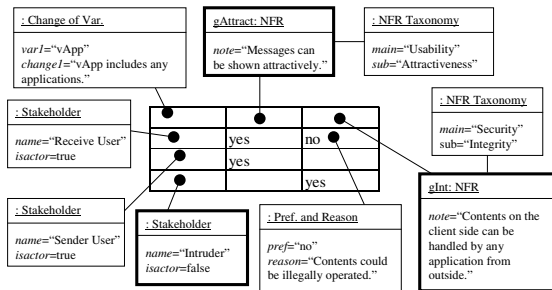 : Change of Var.
var1="vApp"
change1="vApp includes any
applications."
gAttract: NFR
note="Messages can
be shown attractively."
: NFR Taxonomy
main="Usability"
sub="Attractiveness"
: NFR Taxonomy
main="Security"
sub="Integrity"
: Stakeholder
name="Receive User"
isactor=true
yes
no
yes
yes
: Stakeholder
name="Sender User"
isactor=true
: Stakeholder
name="Intruder"
isactor=false
: Pref. and Reason
pref="no"
reason="Contents could
be illegally operated."
gInt: NFR
note="Contents on the
client side can be
handled by any
application from
outside."